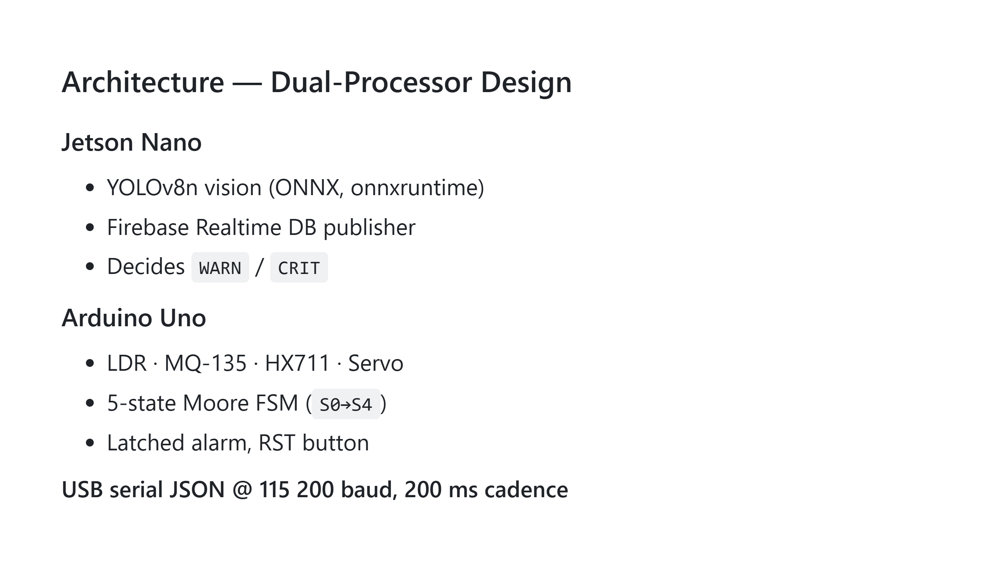 Architecture — Dual-Processor Design
Jetson Nano
• YOLOv8n vision (ONNX, onnxruntime)
• Firebase Realtime DB publisher
• Decides WARN / CRIT
Arduino Uno
• LDR · MQ-135 · HX711 · Servo
• 5-state Moore FSM (S0→S4)
• Latched alarm, RST button
USB serial JSON @ 115 200 baud, 200 ms cadence